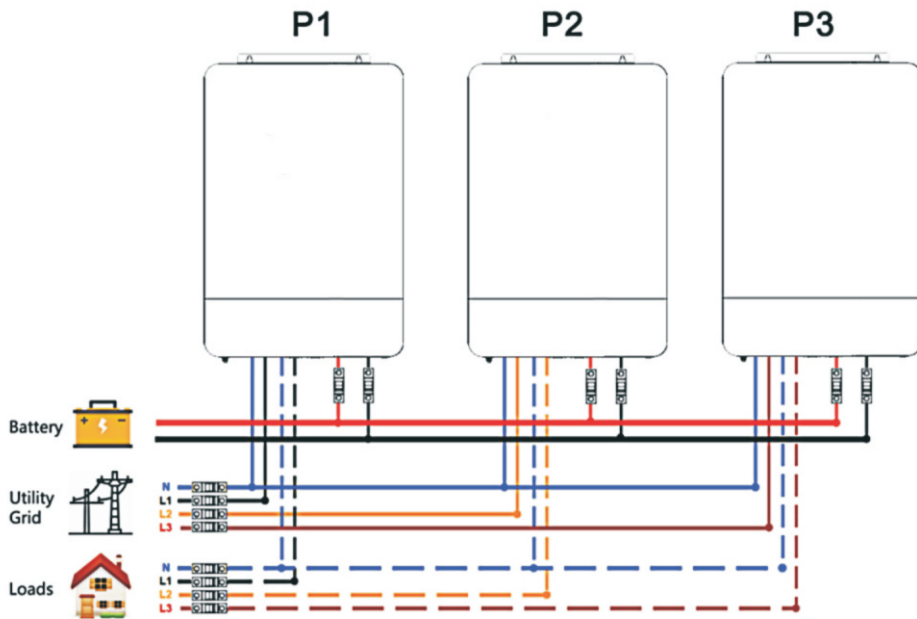 P1 P2 P3
Battery
Utility
Grid
N
L1
L2
L3
Loads
N
L1
L2
L3